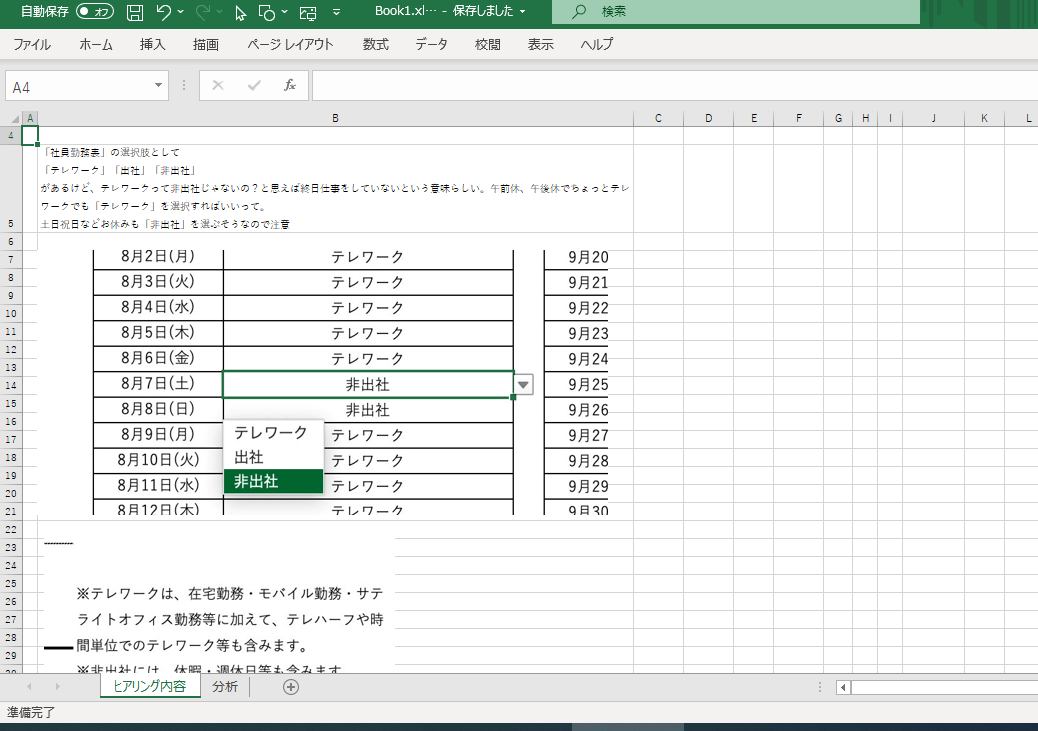 自動保存 オフ Book1.xl… - 保存しました 検索
ファイル ホーム 挿入 描画 ページ レイアウト 数式 データ 校閲 表示 ヘルプ
A4 fx
A B C D E F G H I J K L
4
「社員勤務表」の選択肢として
「テレワーク」「出社」「非出社」
があるけど、テレワークって非出社じゃないの？と思えば終日仕事をしていないという意味らしい。午前休、午後休でちょっとテレ
ワークでも「テレワーク」を選択すればいいって。
5 土日祝日などお休みも「非出社」を選ぶそうなので注意
6
7 8月2日(月) テレワーク 9月20
8 8月3日(火) テレワーク 9月21
9
10 8月4日(水) テレワーク 9月22
11 8月5日(木) テレワーク 9月23
12
13 8月6日(金) テレワーク 9月24
14 8月7日(土) 非出社 9月25
15
16 8月8日(日) 非出社 9月26
17 8月9日(月) テレワーク テレワーク 9月27
18 8月10日(火) 出社 テレワーク 9月28
19
20 8月11日(水) 非出社 テレワーク 9月29
21 8月12日(木) テレワーク 9月30
22
23
24
25
26 ※テレワークは、在宅勤務・モバイル勤務・サテ
27 ライトオフィス勤務等に加えて、テレハーフや時
28
29 間単位でのテレワーク等も含みます。
30 ※非出社には、休暇・週休日等も含みます
ヒアリング内容 分析
準備完了